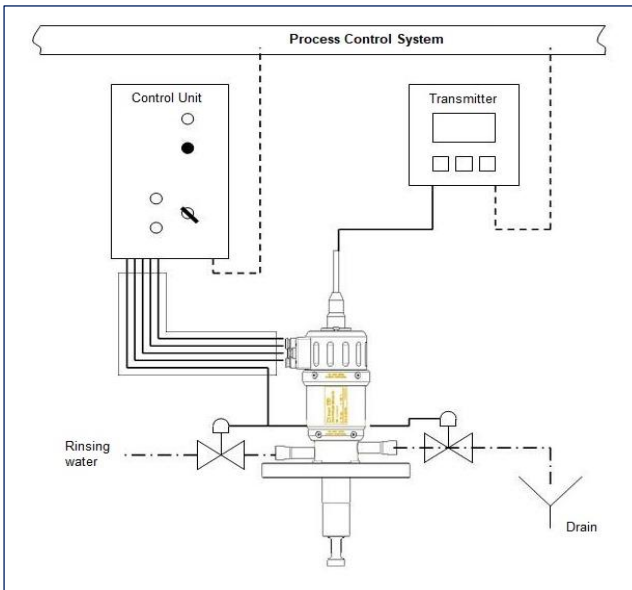 Process Control System
Control Unit
Transmitter
Rinsing
water
Drain